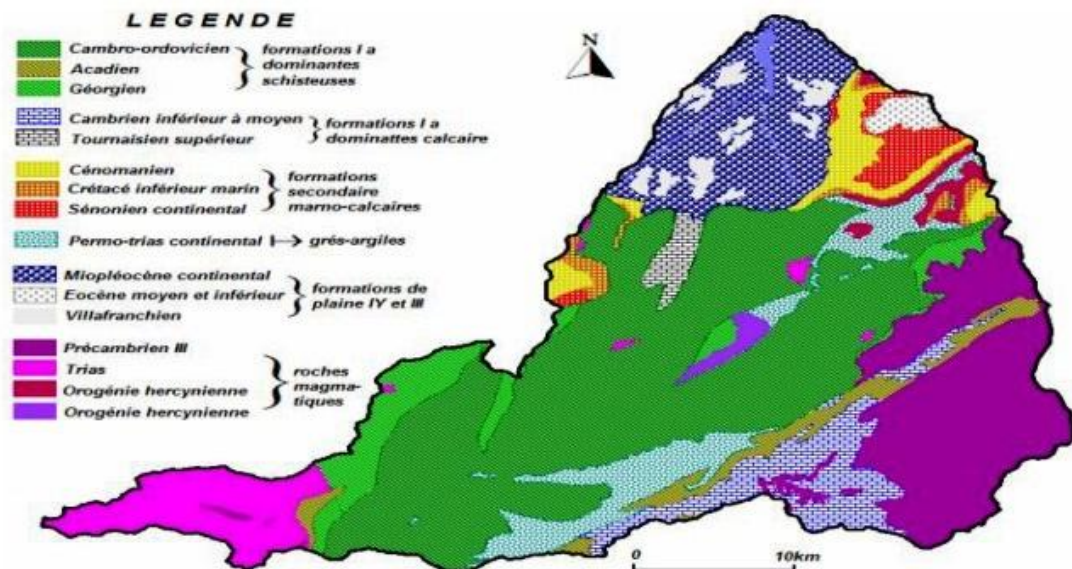 LEGENDE
Cambro-ordovicien
Acadien
Géorgien
formations I a
dominantes
schisteuses
Cambrien inférieur à moyen
Tournaisien supérieur
formations I a
dominattes calcaire
Cénomanien
Crétacé inférieur marin
Sénonien continental
formations
secondaire
marno-calcaires
Permo-trias continental
grés-argiles
Miopléocène continental
Eocène moyen et inférieur
Villafranchien
formations de
plaine IY et III
Précambrien III
Trias
Orogénie hercynienne
Orogénie hercynienne
roches
magma-
tiques
N
0 10km